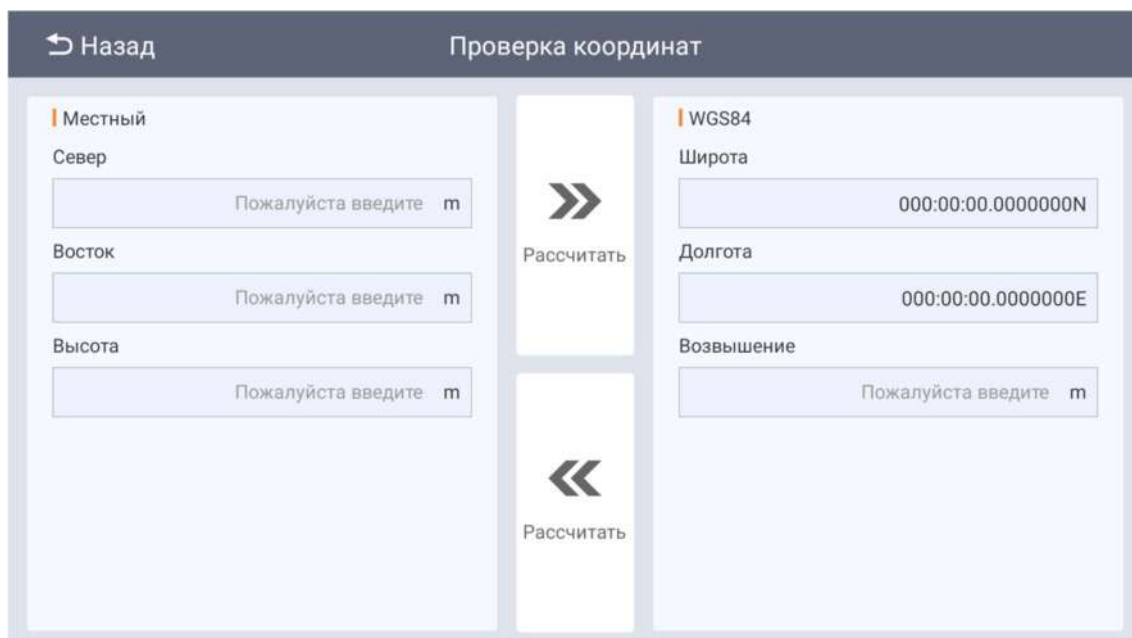 Назад
Проверка координат
Местный
Север
Пожалуйста введите m
Восток
Пожалуйста введите m
Высота
Пожалуйста введите m
Рассчитать
Рассчитать
WGS84
Широта
000:00:00.0000000N
Долгота
000:00:00.0000000E
Возвышение
Пожалуйста введите m